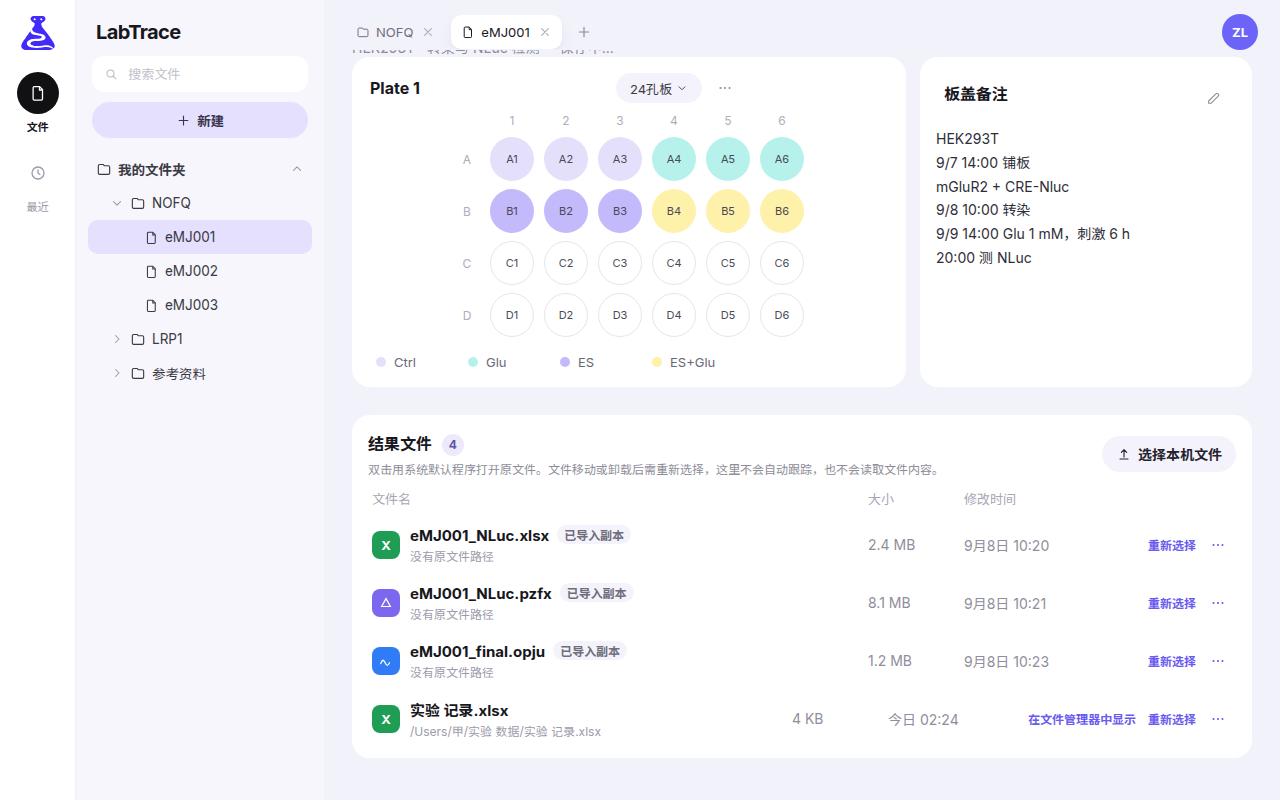 LabTrace
搜索文件
新建
文件
最近
我的文件夹
NOFQ
eMJ001
eMJ002
eMJ003
LRP1
参考资料
NOFQ
eMJ001
ZL
Plate 1
24孔板
1 2 3 4 5 6
A A1 A2 A3 A4 A5 A6
B B1 B2 B3 B4 B5 B6
C C1 C2 C3 C4 C5 C6
D D1 D2 D3 D4 D5 D6
Ctrl Glu ES ES+Glu
板盖备注
HEK293T
9/7 14:00 铺板
mGluR2 + CRE-Nluc
9/8 10:00 转染
9/9 14:00 Glu 1 mM，刺激 6 h
20:00 测 NLuc
结果文件 4
双击用系统默认程序打开原文件。文件移动或卸载后需重新选择，这里不会自动跟踪，也不会读取文件内容。
选择本机文件
文件名 大小 修改时间
eMJ001_NLuc.xlsx 已导入副本
没有原文件路径
2.4 MB 9月8日 10:20 重新选择 ···
eMJ001_NLuc.pzfx 已导入副本
没有原文件路径
8.1 MB 9月8日 10:21 重新选择 ···
eMJ001_final.opju 已导入副本
没有原文件路径
1.2 MB 9月8日 10:23 重新选择 ···
X 实验 记录.xlsx
/Users/甲/实验 数据/实验 记录.xlsx
4 KB 今日 02:24 在文件管理器中显示 重新选择 ···